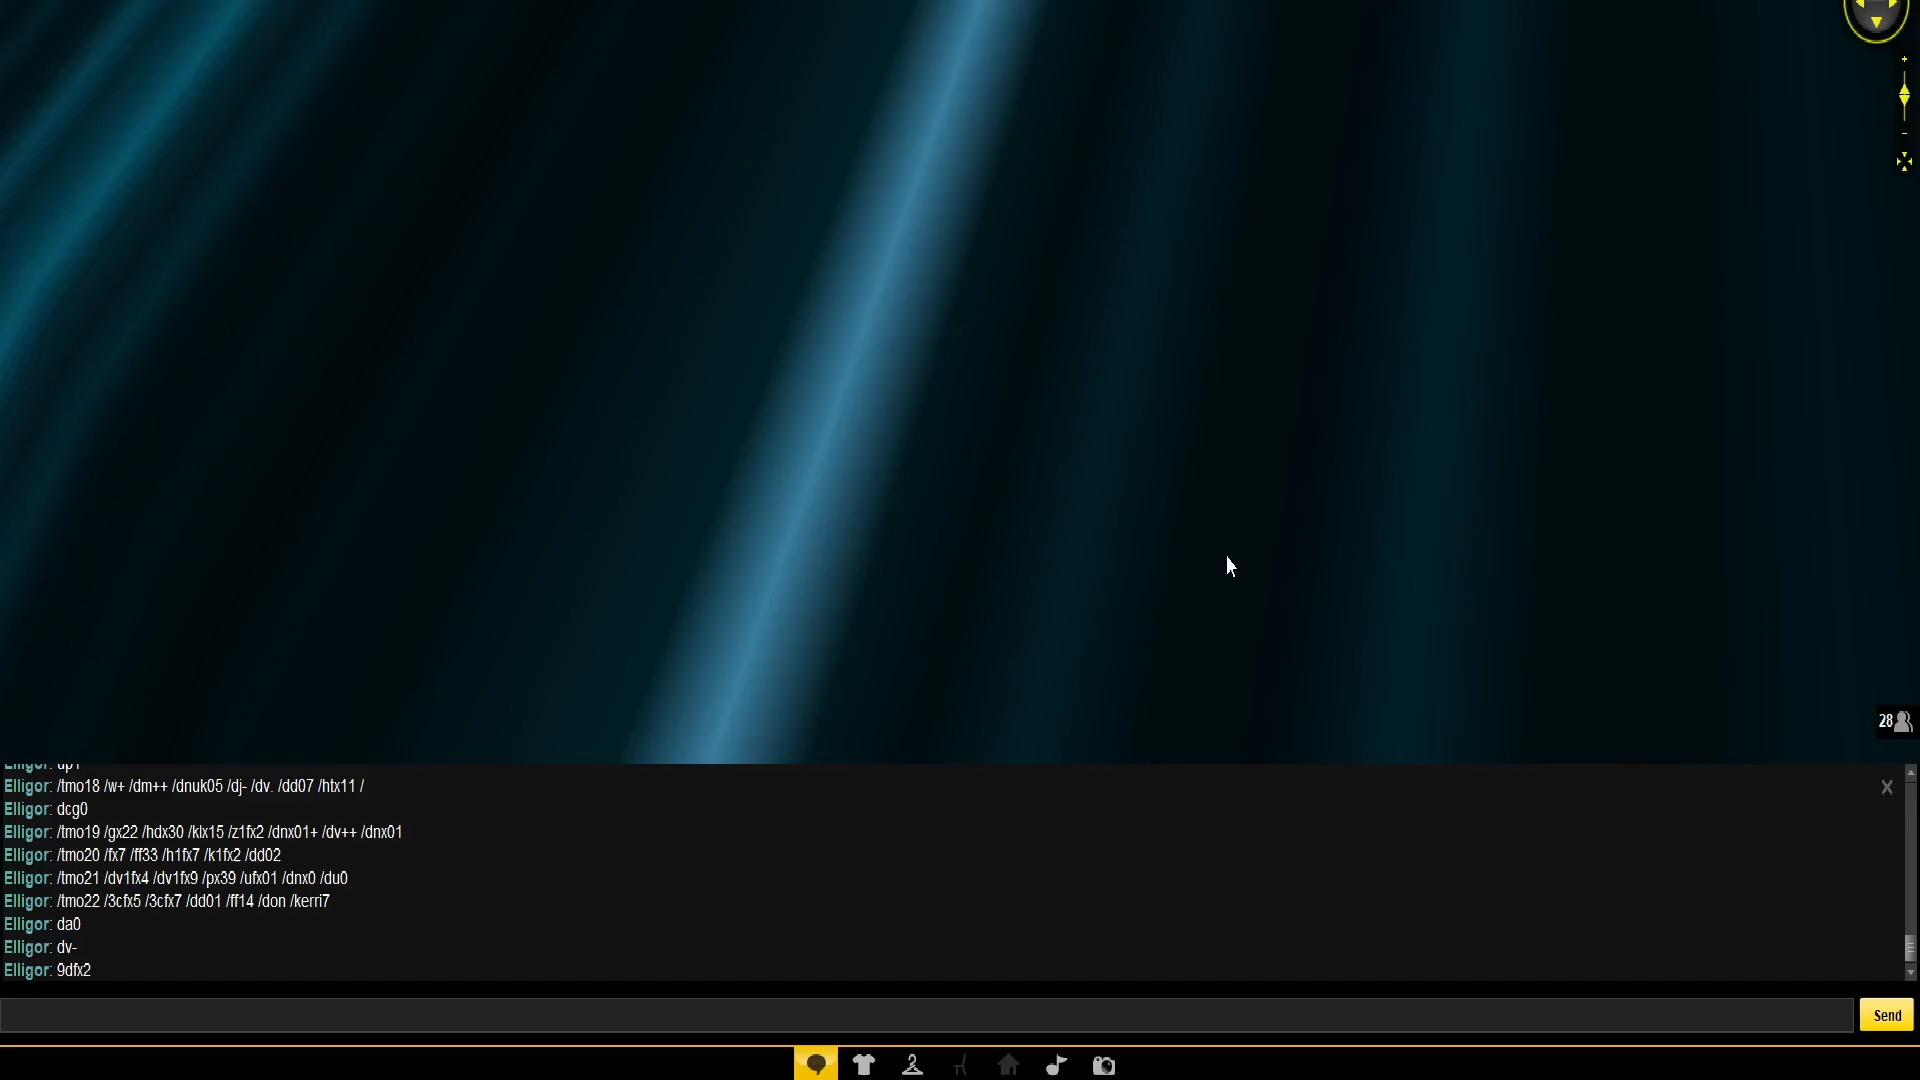 28
Elligor: /tmo18 /w+ /dm++ /dnuk05 /dj- /dv. /dd07 /htx11 /
Elligor: dcg0
Elligor: /tmo19 /gx22 /hdx30 /klx15 /z1fx2 /dnx01+ /dv++ /dnx01
Elligor: /tmo20 /fx7 /ff33 /h1fx7 /k1fx2 /dd02
Elligor: /tmo21 /dv1fx4 /dv1fx9 /px39 /ufx01 /dnx0 /du0
Elligor: /tmo22 /3cfx5 /3cfx7 /dd01 /ff14 /don /kerri7
Elligor: da0
Elligor: dv-
Elligor: 9dfx2
Send